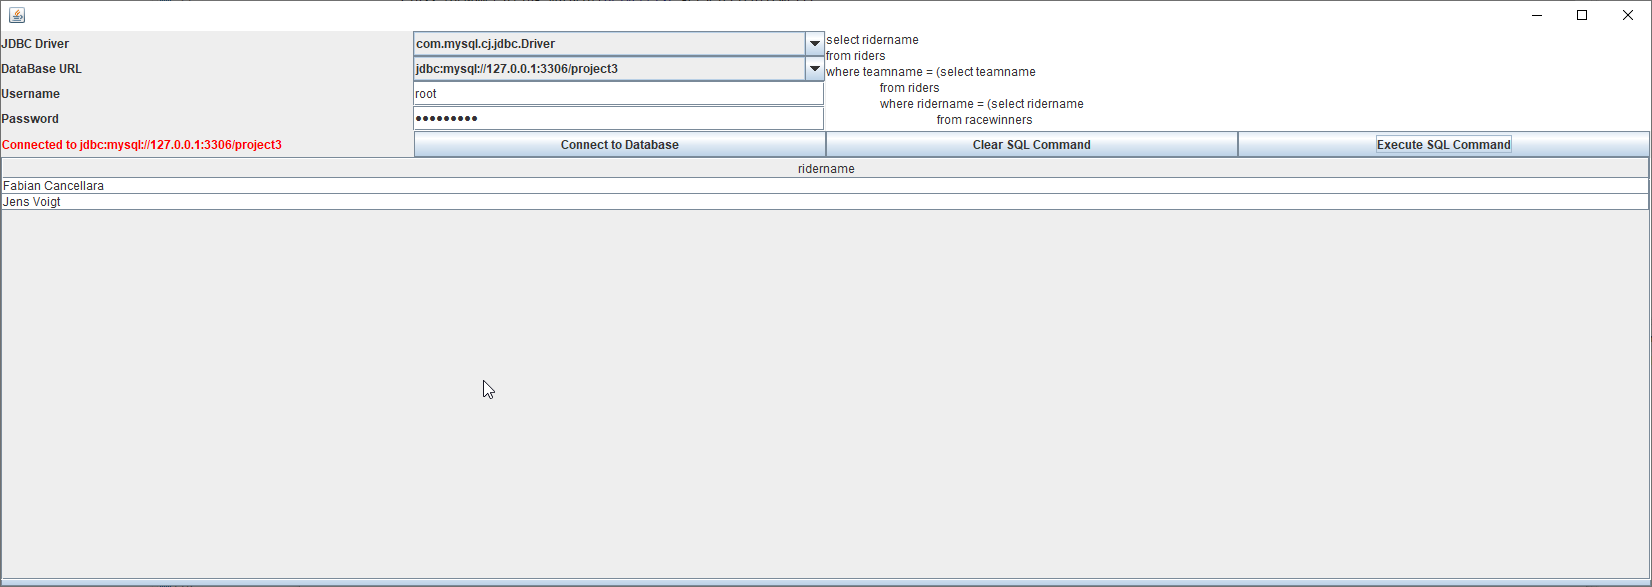 JDBC Driver
com.mysql.cj.jdbc.Driver
DataBase URL
jdbc:mysql://127.0.0.1:3306/project3
Username
root
Password
●●●●●●●●●
select ridername
from riders
where teamname = (select teamname
from riders
where ridername = (select ridername
from racewinners
Connected to jdbc:mysql://127.0.0.1:3306/project3
Connect to Database
Clear SQL Command
Execute SQL Command
ridername
Fabian Cancellara
Jens Voigt